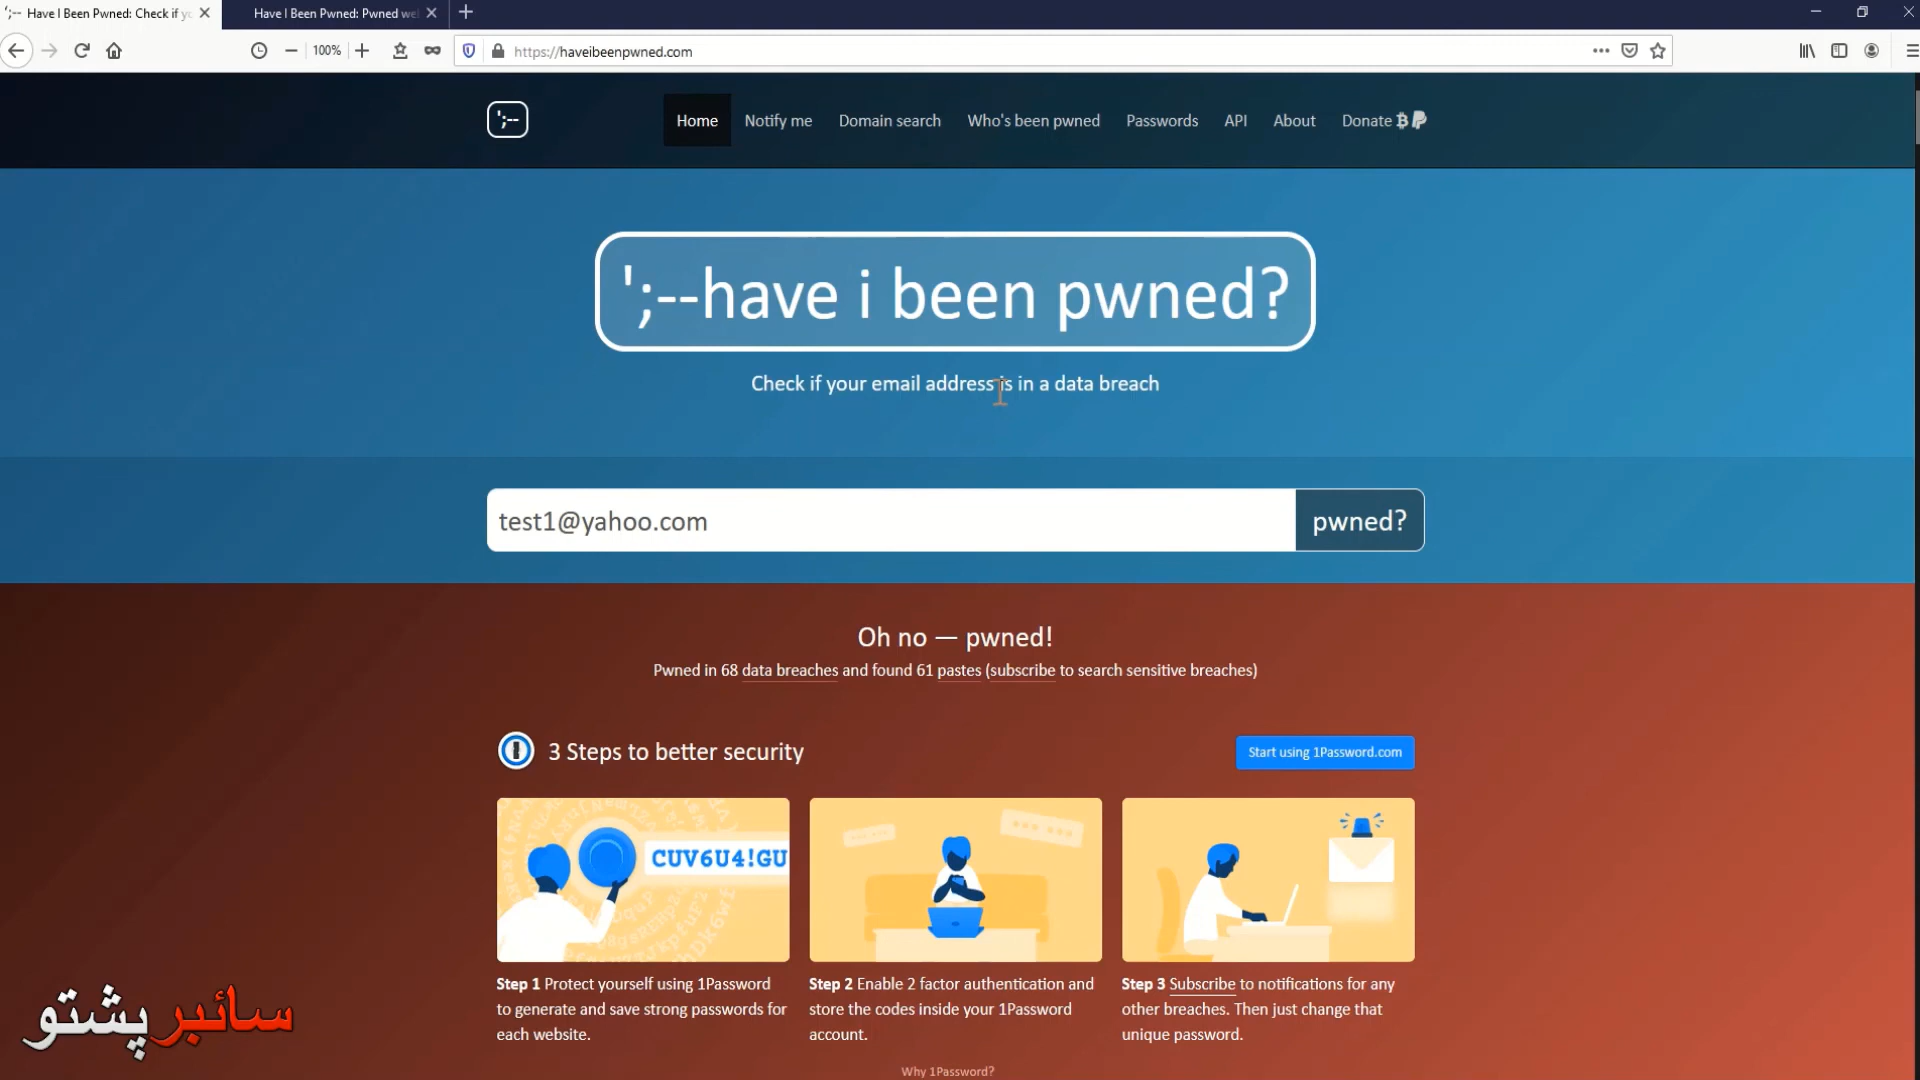 ';-- Have I Been Pwned: Check if yo
Have I Been Pwned: Pwned we
100%
https://haveibeenpwned.com
';--
Home
Notify me
Domain search
Who's been pwned
Passwords
API
About
Donate
';--have i been pwned?
Check if your email address is in a data breach
test1@yahoo.com
pwned?
Oh no — pwned!
Pwned in 68 data breaches and found 61 pastes (subscribe to search sensitive breaches)
3 Steps to better security
Start using 1Password.com
CUV6U4!GU
Step 1 Protect yourself using 1Password
to generate and save strong passwords for
each website.
Step 2 Enable 2 factor authentication and
store the codes inside your 1Password
account.
Step 3 Subscribe to notifications for any
other breaches. Then just change that
unique password.
Why 1Password?
سائبر پشتو